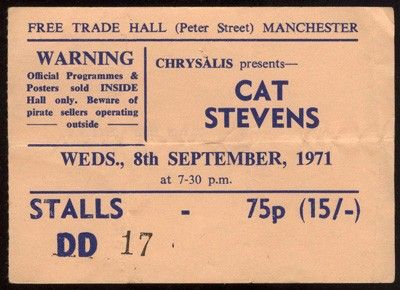 FREE TRADE HALL (Peter Street) MANCHESTER
WARNING
Official Programmes &
Posters sold INSIDE
Hall only. Beware of
pirate sellers operating
outside
CHRYSALIS presents—
CAT
STEVENS
WEDS., 8th SEPTEMBER, 1971
at 7-30 p.m.
STALLS - 75p (15/-)
DD 17